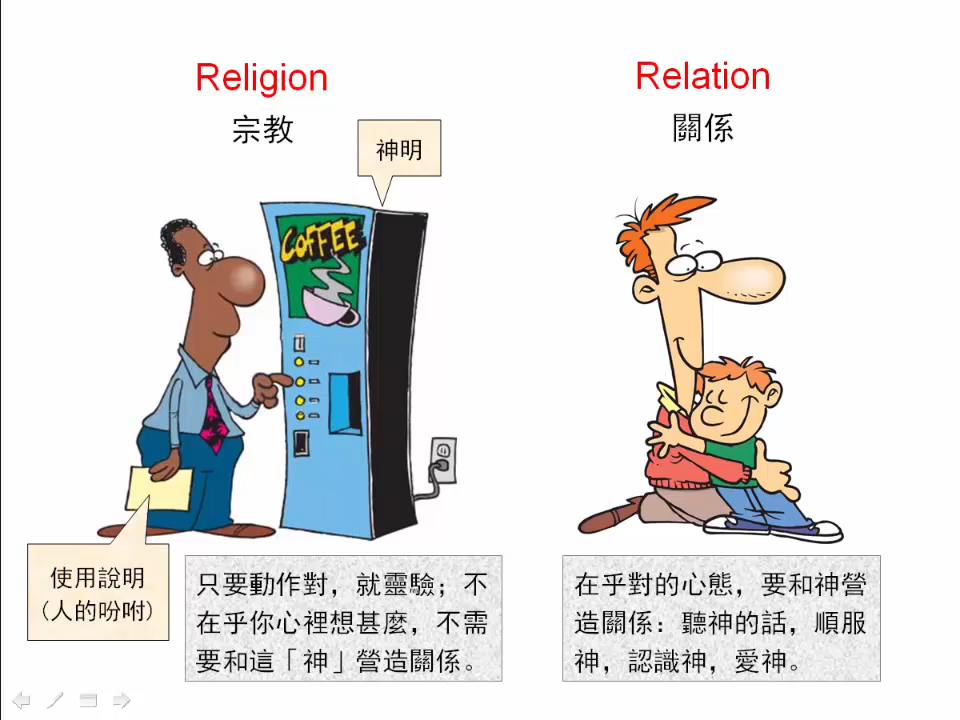 Religion
宗教
神明
COFFEE
使用說明
(人的吩咐)
只要動作對，就靈驗；不
在乎你心裡想甚麼，不需
要和這「神」營造關係。
Relation
關係
在乎對的心態，要和神營
造關係：聽神的話，順服
神，認識神，愛神。